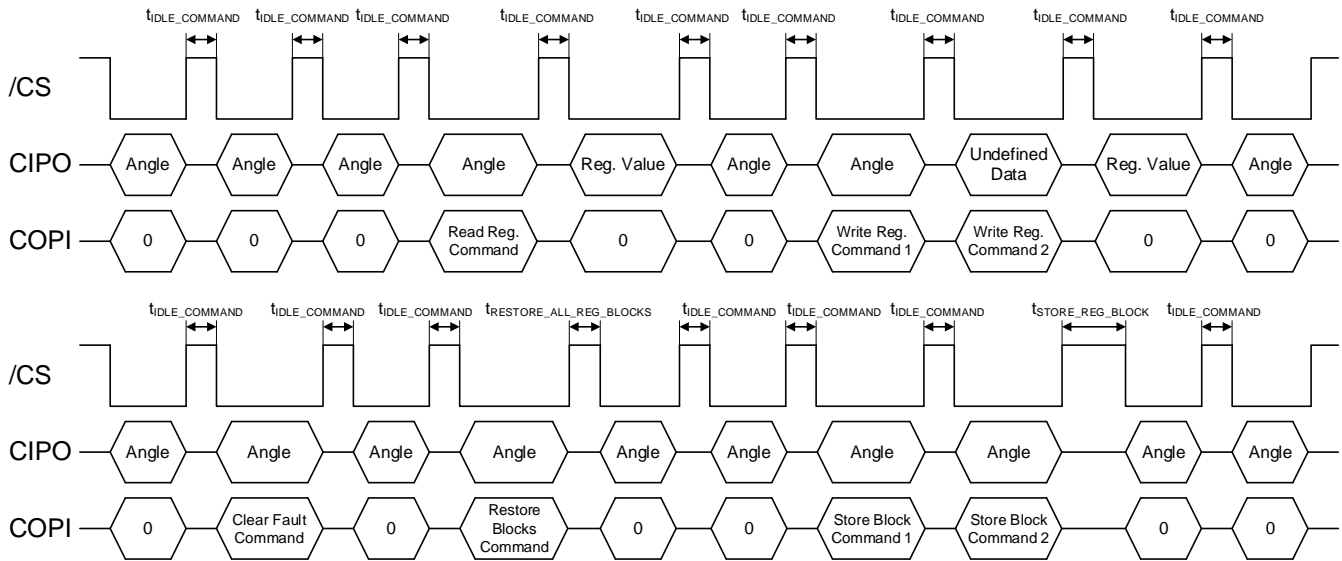 tIDLE_COMMAND tIDLE_COMMAND tIDLE_COMMAND tIDLE_COMMAND tIDLE_COMMAND tIDLE_COMMAND tIDLE_COMMAND tIDLE_COMMAND tIDLE_COMMAND
/CS
CIPO Angle Angle Angle Angle Reg. Value Angle Angle Undefined Data Reg. Value Angle
COPI 0 0 0 Read Reg. Command 0 0 Write Reg. Command 1 Write Reg. Command 2 0 0
tIDLE_COMMAND tIDLE_COMMAND tIDLE_COMMAND tRESTORE_ALL_REG_BLOCKS tIDLE_COMMAND tIDLE_COMMAND tIDLE_COMMAND tSTORE_REG_BLOCK tIDLE_COMMAND
/CS
CIPO Angle Angle Angle Angle Angle Angle Angle Angle Angle Angle
COPI 0 Clear Fault Command 0 Restore Blocks Command 0 0 Store Block Command 1 Store Block Command 2 0 0